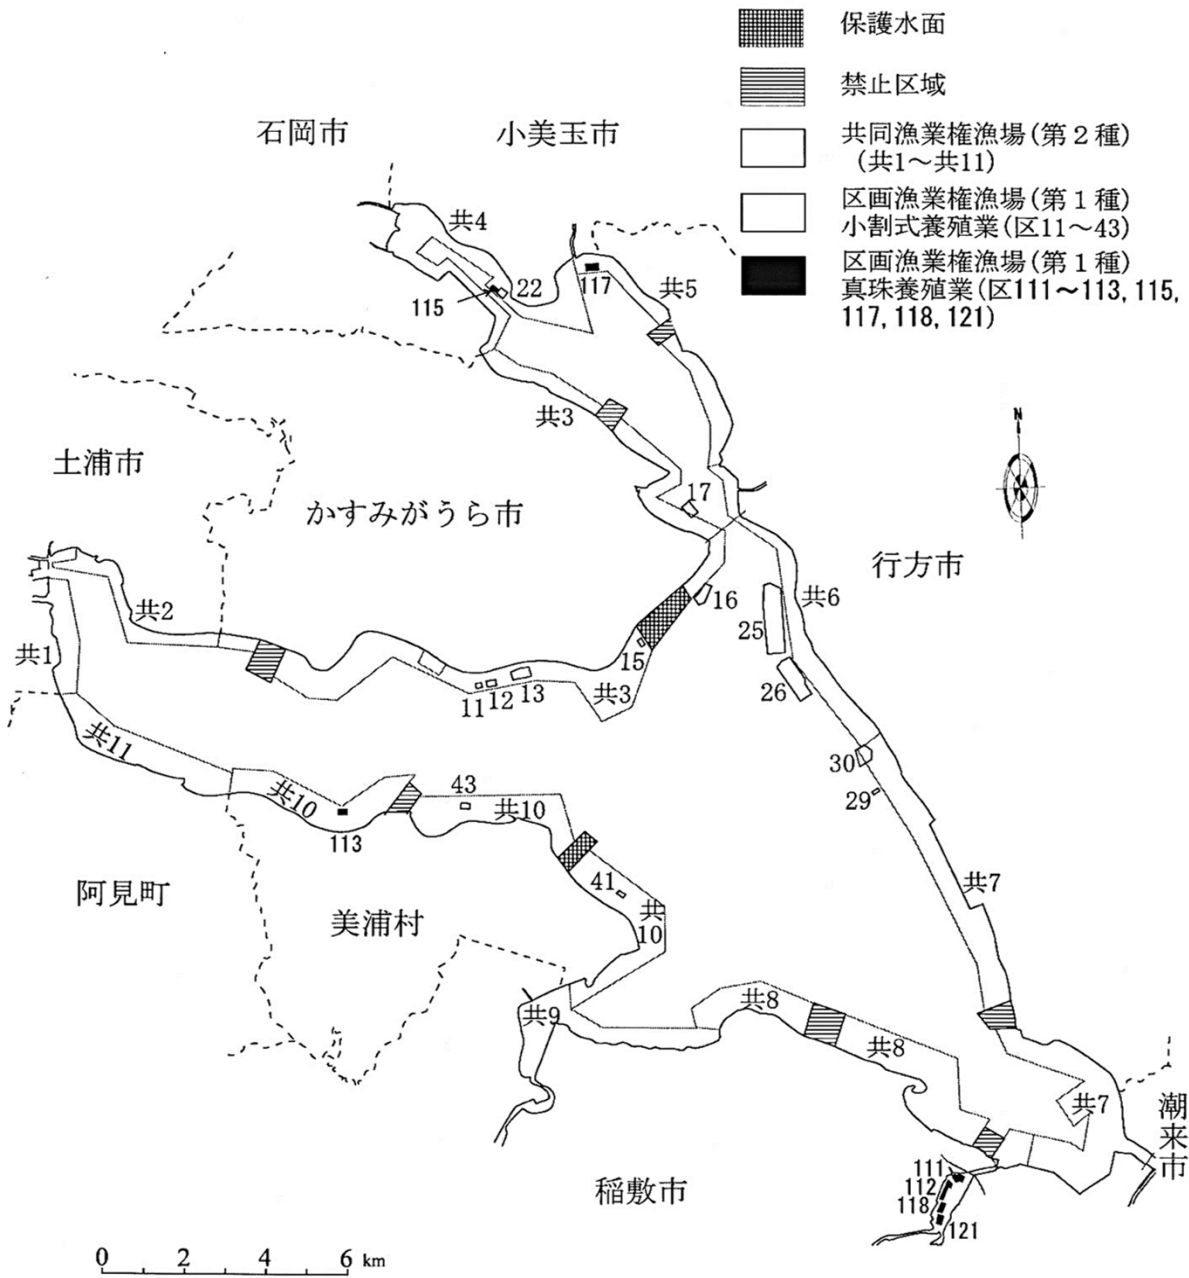 保護水面
禁止区域
共同漁業権漁場(第2種)
(共1～共11)
区画漁業権漁場(第1種)
小割式養殖業(区11～43)
区画漁業権漁場(第1種)
真珠養殖業(区111～113, 115,
117, 118, 121)
石岡市
小美玉市
共4
22
115
117
共5
共3
N
土浦市
かすみがうら市
17
行方市
16
共6
25
共2
15
共1
共3
26
11
12
13
共11
30
29
共10
43
共10
113
41
共
10
共7
阿見町
美浦村
共9
共8
共8
共7
潮来市
稲敷市
111
112
118
121
0 2 4 6 km